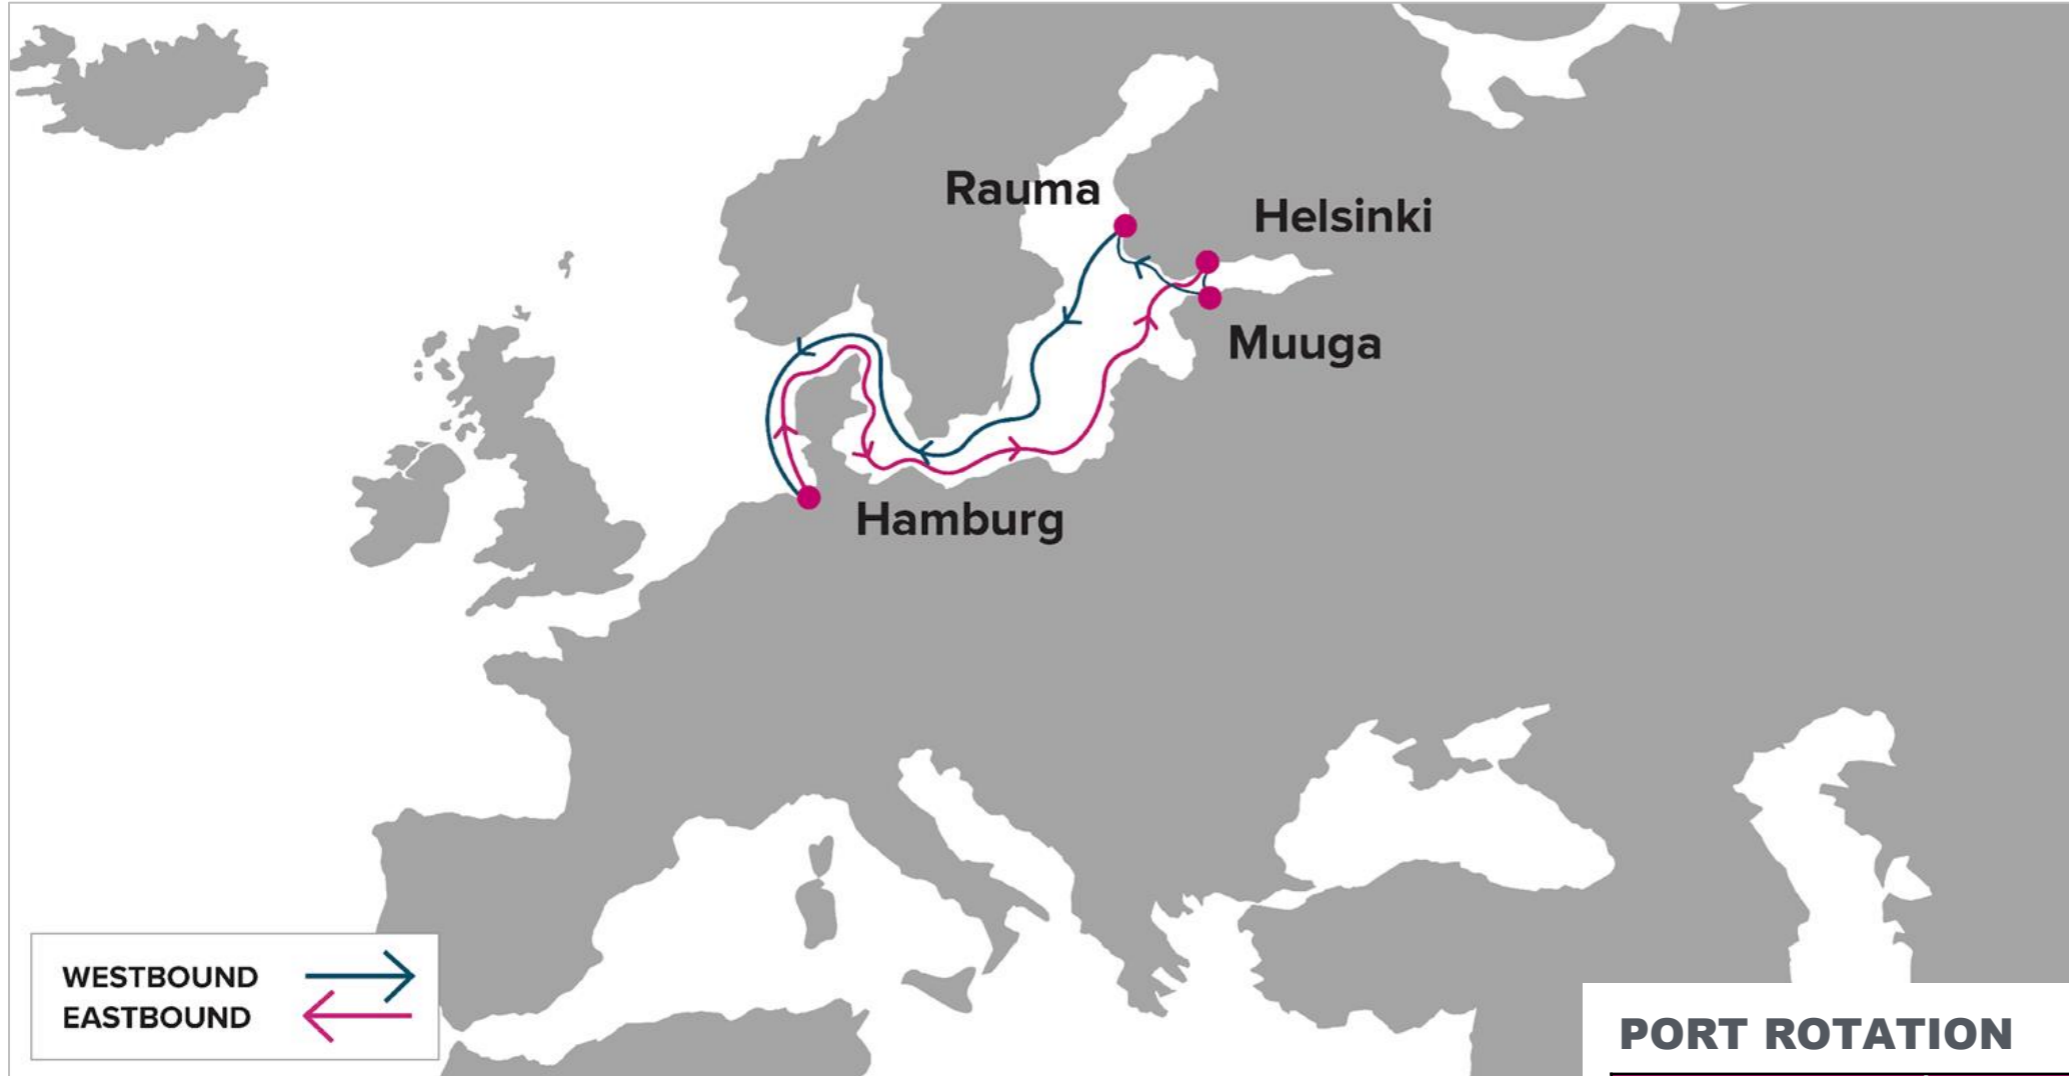 Rauma
Helsinki
Muuga
Hamburg
WESTBOUND
EASTBOUND
PORT ROTATION